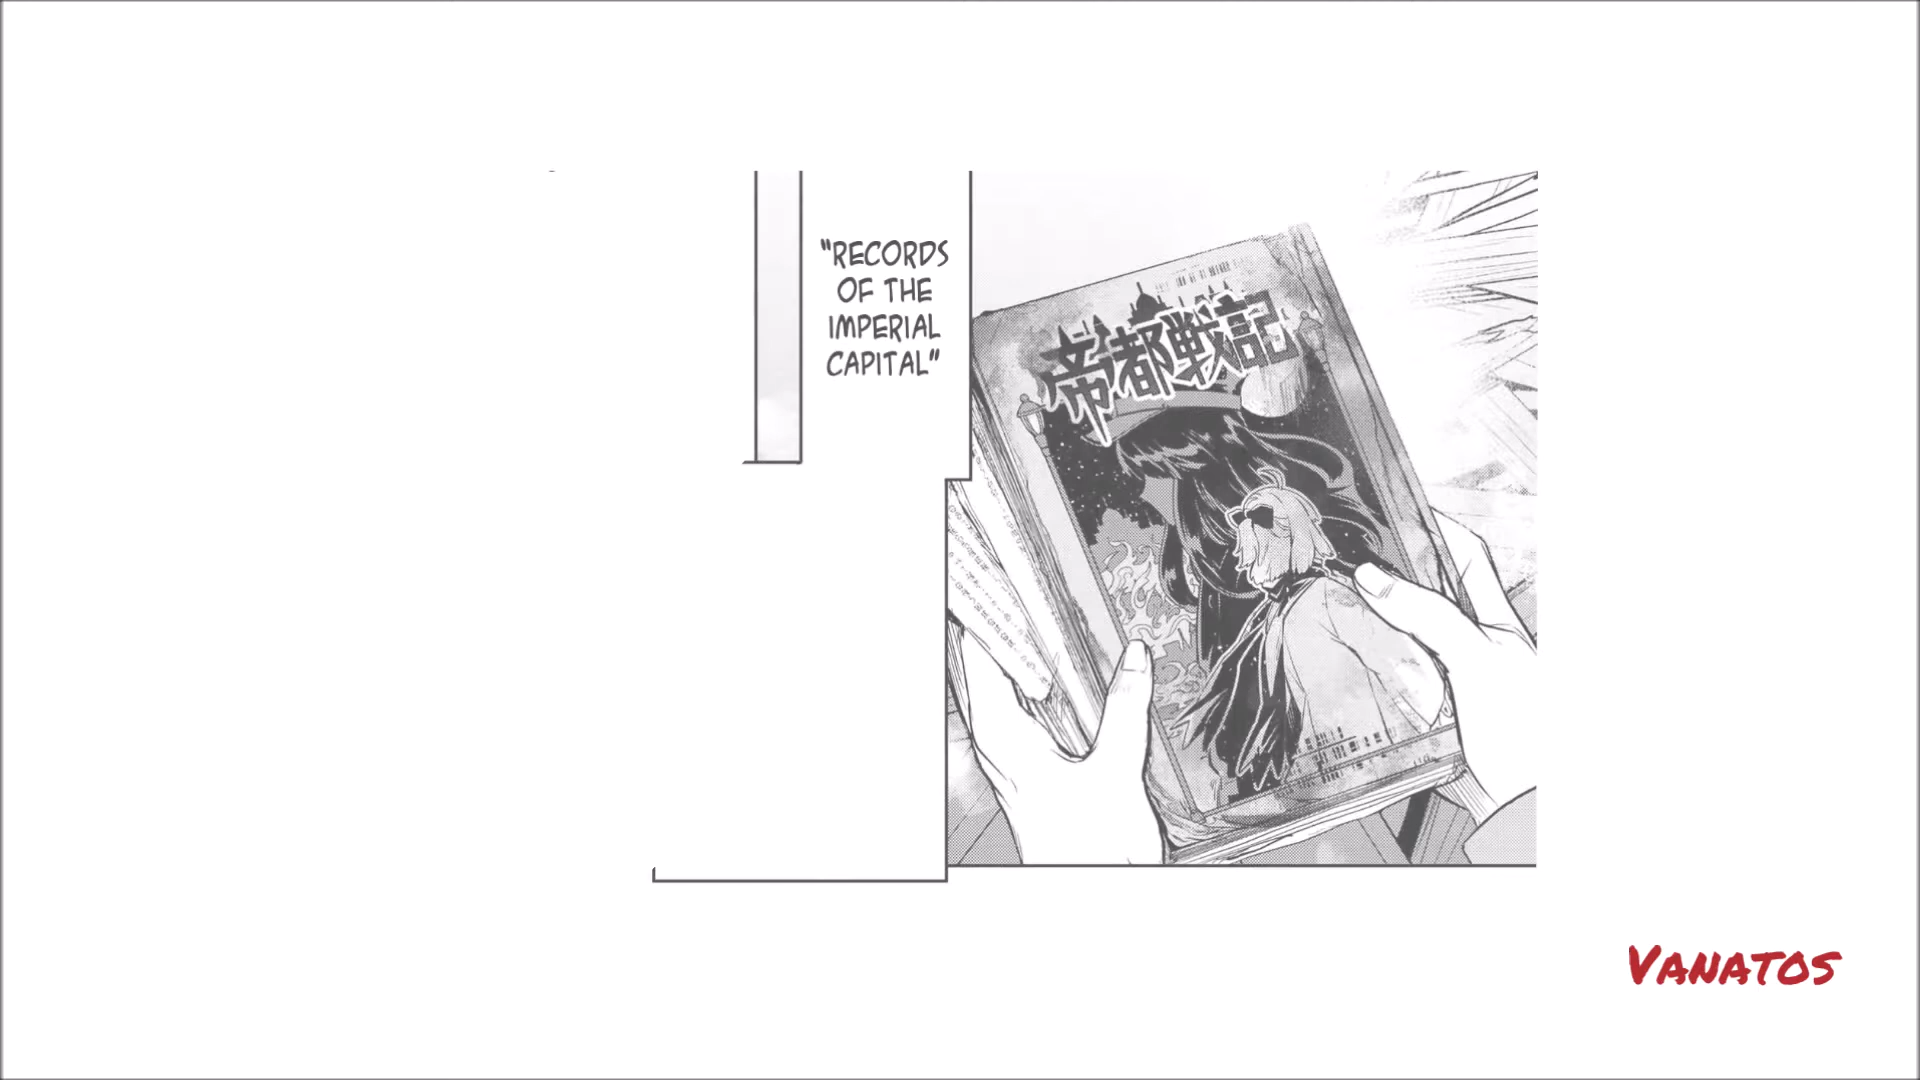 "RECORDS
OF THE
IMPERIAL
CAPITAL"
帝都戦記
VANATOS